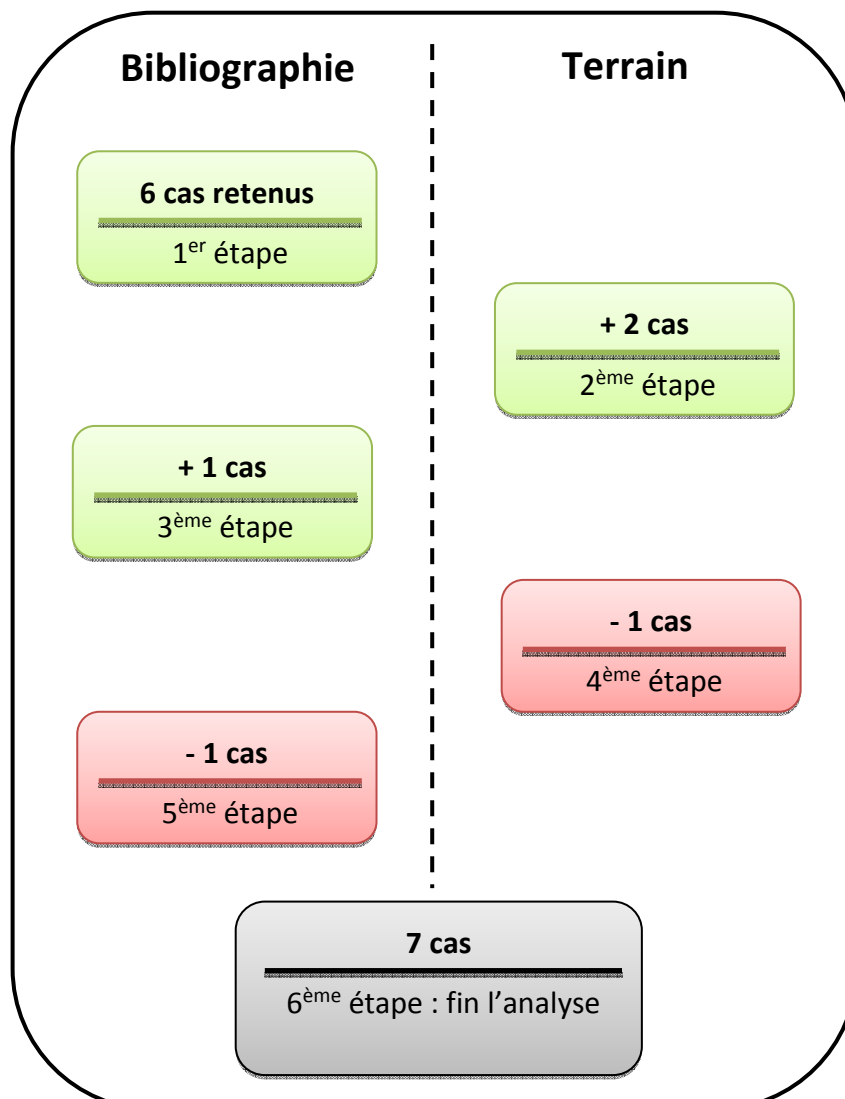 Bibliographie
Terrain
6 cas retenus
1er étape
+ 2 cas
2ème étape
+ 1 cas
3ème étape
- 1 cas
4ème étape
- 1 cas
5ème étape
7 cas
6ème étape : fin l’analyse